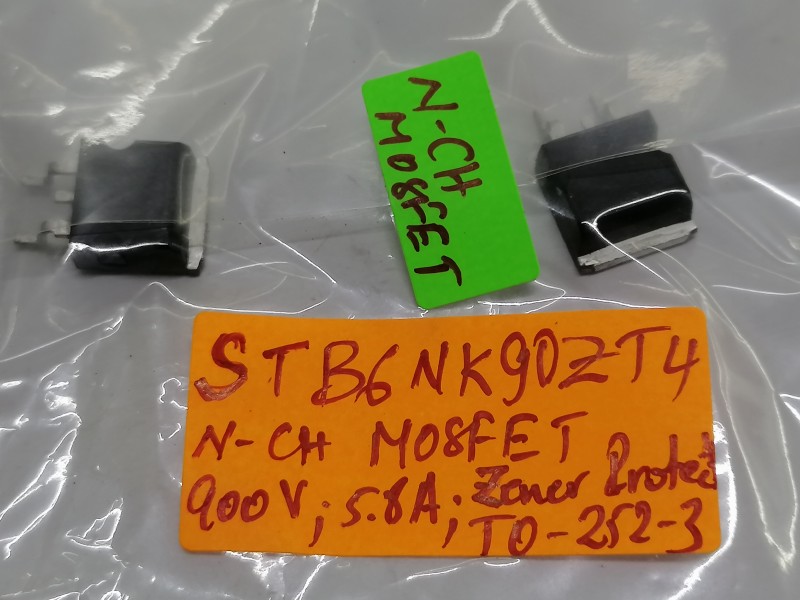 N-CH
MOSFET
STB6NK90ZT4
N-CH MOSFET
900V; 5.8A; Zener Protect
TO-252-3